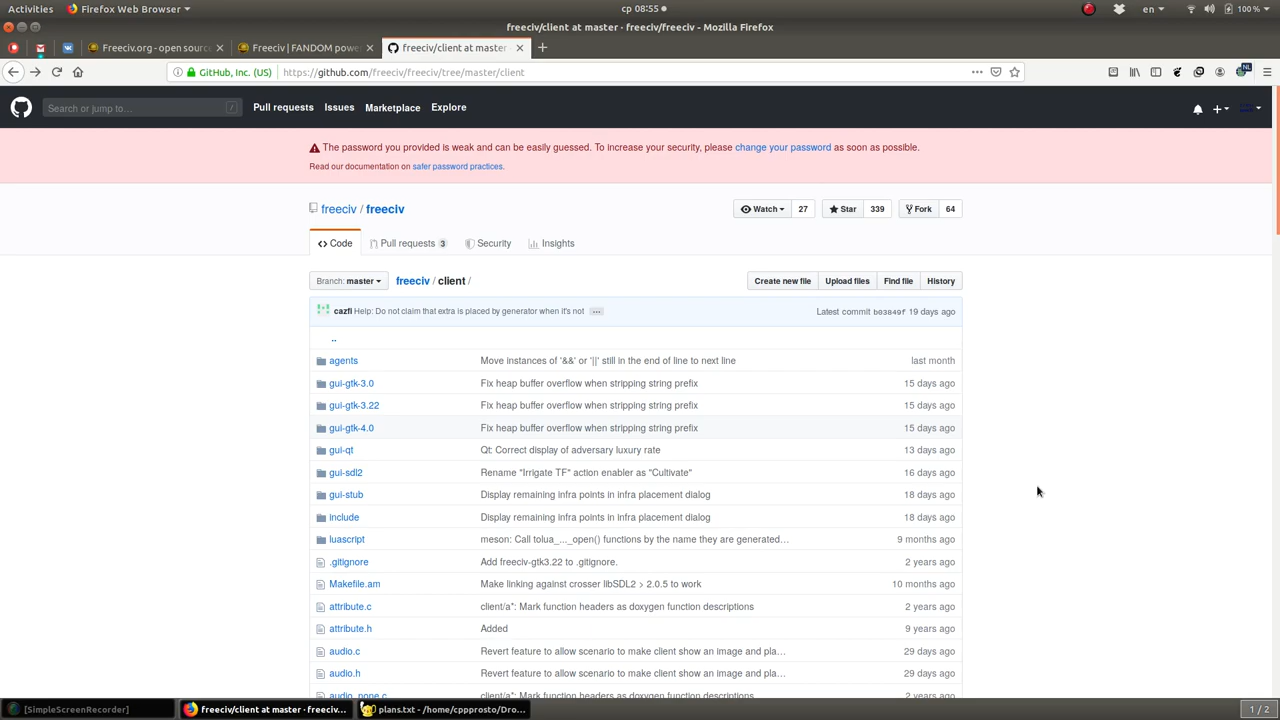 Activities Firefox Web Browser ср 08:55 en 100 %
freeciv/client at master · freeciv/freeciv - Mozilla Firefox
Freeciv.org - open sourc Freeciv | FANDOM powe freeciv/client at master
GitHub, Inc. (US) https://github.com/freeciv/freeciv/tree/master/client NL
Search or jump to… / Pull requests Issues Marketplace Explore
The password you provided is weak and can be easily guessed. To increase your security, please change your password as soon as possible.
Read our documentation on safer password practices.
freeciv / freeciv Watch 27 Star 339 Fork 64
Code Pull requests 3 Security Insights
Branch: master freeciv / client / Create new file Upload files Find file History
cazfi Help: Do not claim that extra is placed by generator when it's not … Latest commit b03849f 19 days ago
..
agents Move instances of '&&' or '||' still in the end of line to next line last month
gui-gtk-3.0 Fix heap buffer overflow when stripping string prefix 15 days ago
gui-gtk-3.22 Fix heap buffer overflow when stripping string prefix 15 days ago
gui-gtk-4.0 Fix heap buffer overflow when stripping string prefix 15 days ago
gui-qt Qt: Correct display of adversary luxury rate 13 days ago
gui-sdl2 Rename "Irrigate TF" action enabler as "Cultivate" 16 days ago
gui-stub Display remaining infra points in infra placement dialog 18 days ago
include Display remaining infra points in infra placement dialog 18 days ago
luascript meson: Call tolua_..._open() functions by the name they are generated… 9 months ago
.gitignore Add freeciv-gtk3.22 to .gitignore. 2 years ago
Makefile.am Make linking against crosser libSDL2 > 2.0.5 to work 10 months ago
attribute.c client/a*: Mark function headers as doxygen function descriptions 2 years ago
attribute.h Added 9 years ago
audio.c Revert feature to allow scenario to make client show an image and pla… 29 days ago
audio.h Revert feature to allow scenario to make client show an image and pla… 29 days ago
audio_none.c client/a*: Mark function headers as doxygen function descriptions 2 years ago
[SimpleScreenRecorder] freeciv/client at master · freeciv/freeciv... plans.txt - /home/cppprosto/Dro... 1 / 2